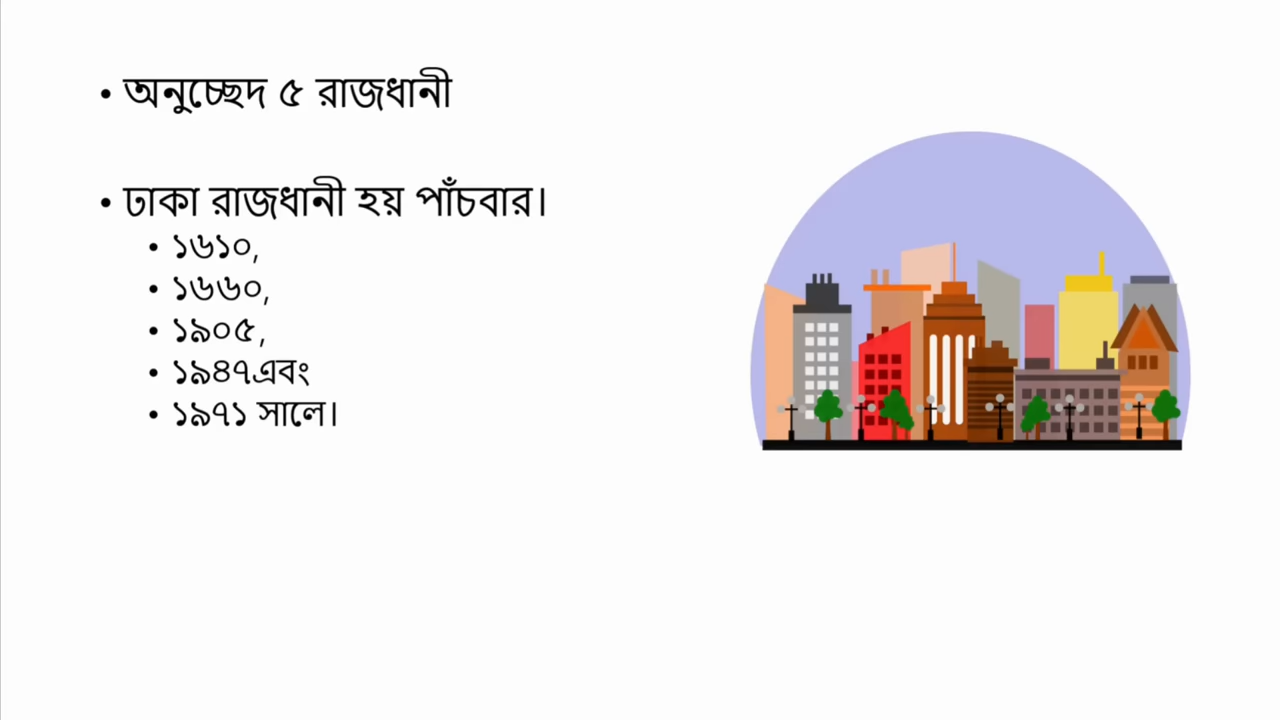 • অনুচ্ছেদ ৫ রাজধানী
• ঢাকা রাজধানী হয় পাঁচবার।
• ১৬১০,
• ১৬৬০,
• ১৯০৫,
• ১৯৪৭এবং
• ১৯৭১ সালে।